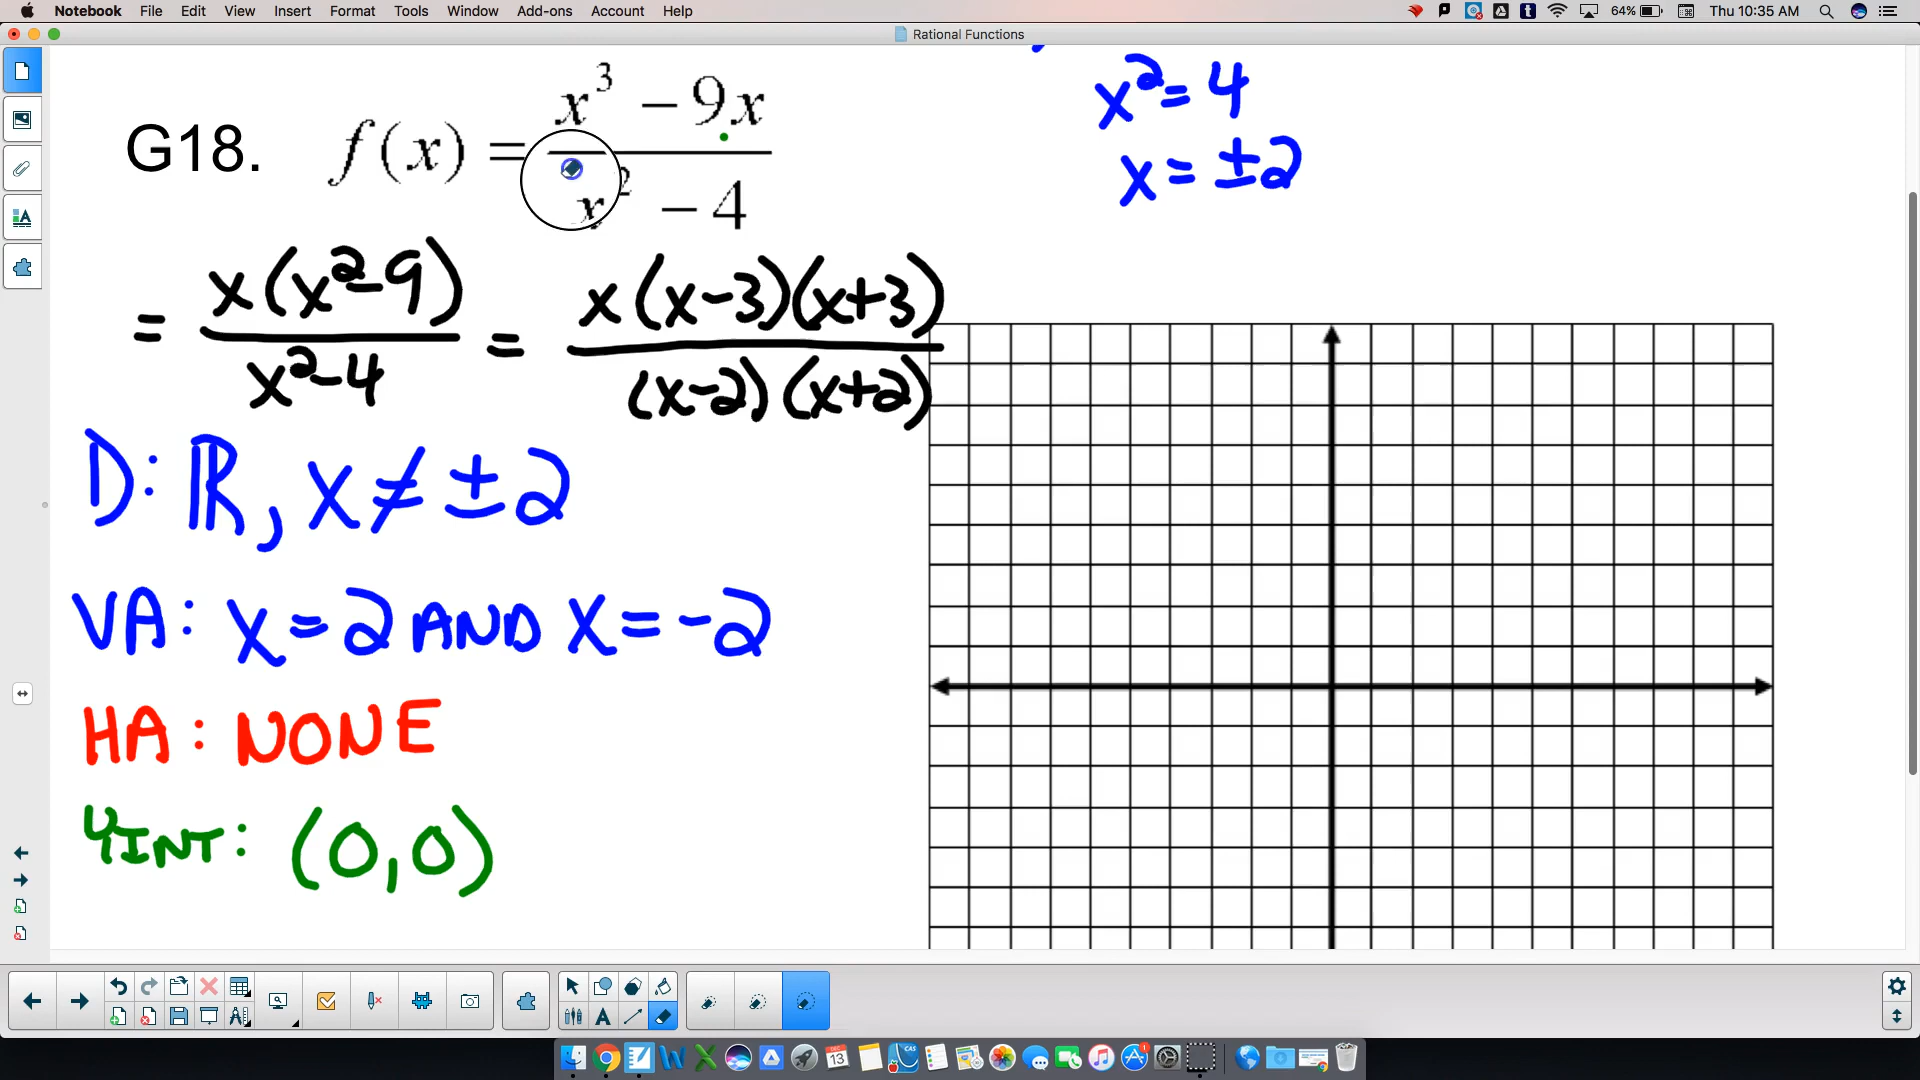 Notebook File Edit View Insert Format Tools Window Add-ons Account Help 64% Thu 10:35 AM
Rational Functions
x² = 4
x = ±2
G18. f(x) = (x³ − 9x) / (x² − 4)
= x(x²−9) / (x²−4) = x(x−3)(x+3) / (x−2)(x+2)
D: ℝ, x ≠ ±2
VA: x = 2 AND x = −2
HA: NONE
YINT: (0,0)